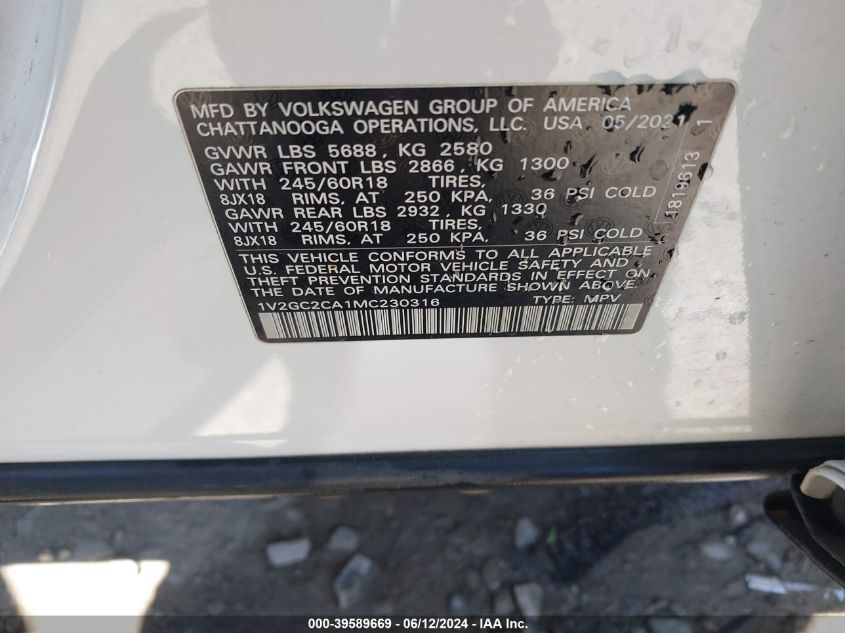 MFD BY VOLKSWAGEN GROUP OF AMERICA
CHATTANOOGA OPERATIONS, LLC. USA 05/2021 1
GVWR LBS 5688, KG 2580
GAWR FRONT LBS 2866, KG 1300
WITH 245/60R18 TIRES,
8JX18 RIMS, AT 250 KPA, 36 PSI COLD
GAWR REAR LBS 2932, KG 1330
WITH 245/60R18 TIRES,
8JX18 RIMS, AT 250 KPA, 36 PSI COLD
1819613
THIS VEHICLE CONFORMS TO ALL APPLICABLE
U.S. FEDERAL MOTOR VEHICLE SAFETY AND
THEFT PREVENTION STANDARDS IN EFFECT ON
THE DATE OF MANUFACTURE SHOWN ABOVE.
1V2GC2CA1MC230316 TYPE: MPV
000-39589669 - 06/12/2024 - IAA Inc.